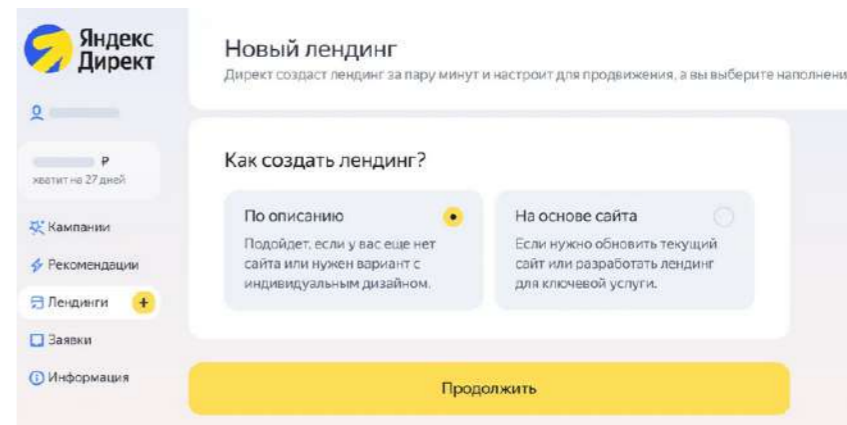 Яндекс
Директ
Новый лендинг
Директ создаст лендинг за пару минут и настроит для продвижения, а вы выберите наполнени
₽
хватит на 27 дней
Как создать лендинг?
По описанию
Подойдет, если у вас еще нет
сайта или нужен вариант с
индивидуальным дизайном.
На основе сайта
Если нужно обновить текущий
сайт или разработать лендинг
для ключевой услуги.
Кампании
Рекомендации
Лендинги +
Заявки
Информация
Продолжить